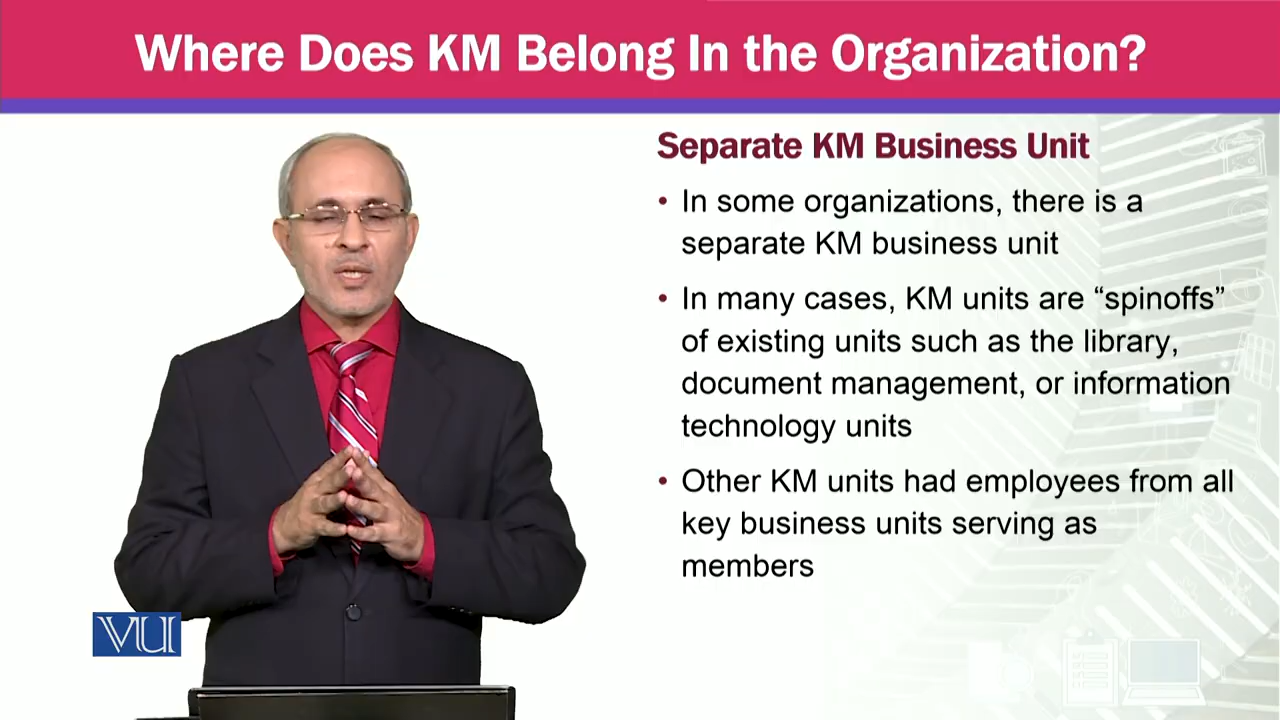 Where Does KM Belong In the Organization?
Separate KM Business Unit
• In some organizations, there is a
separate KM business unit
• In many cases, KM units are “spinoffs”
of existing units such as the library,
document management, or information
technology units
• Other KM units had employees from all
key business units serving as
members
VU